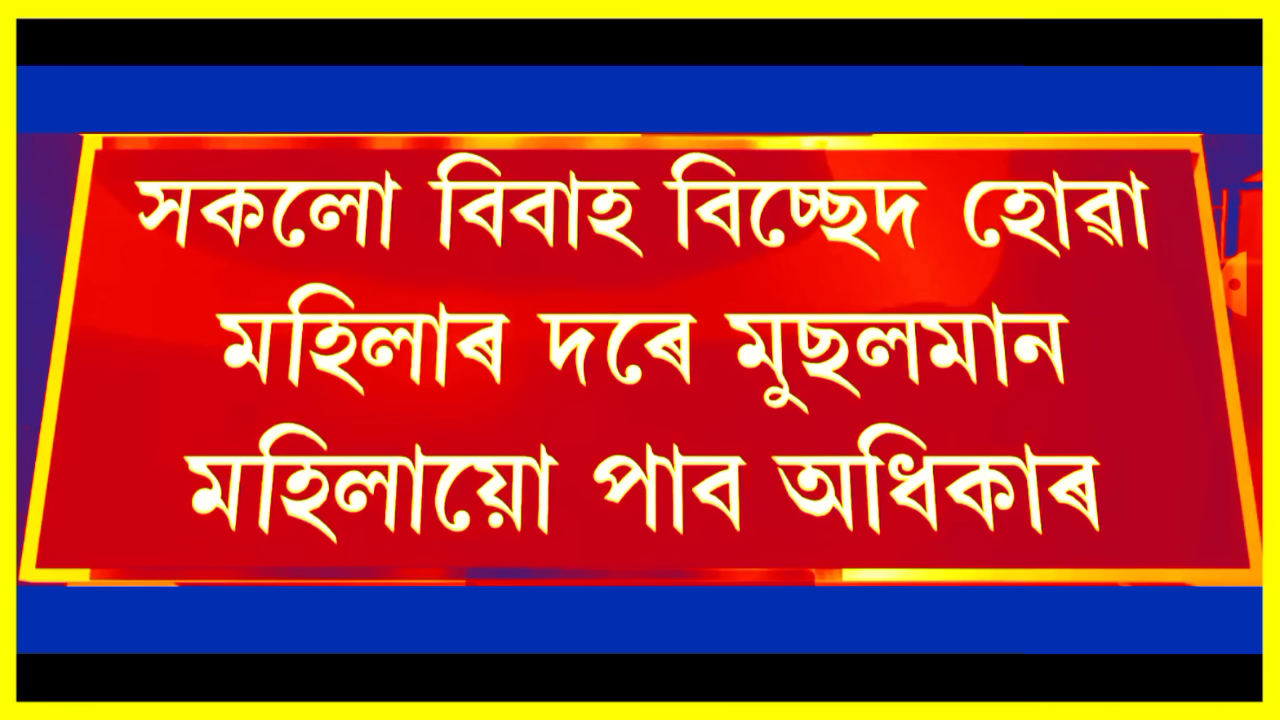 সকলো বিবাহ বিচ্ছেদ হোৱা
মহিলাৰ দৰে মুছলমান
মহিলায়ো পাব অধিকাৰ